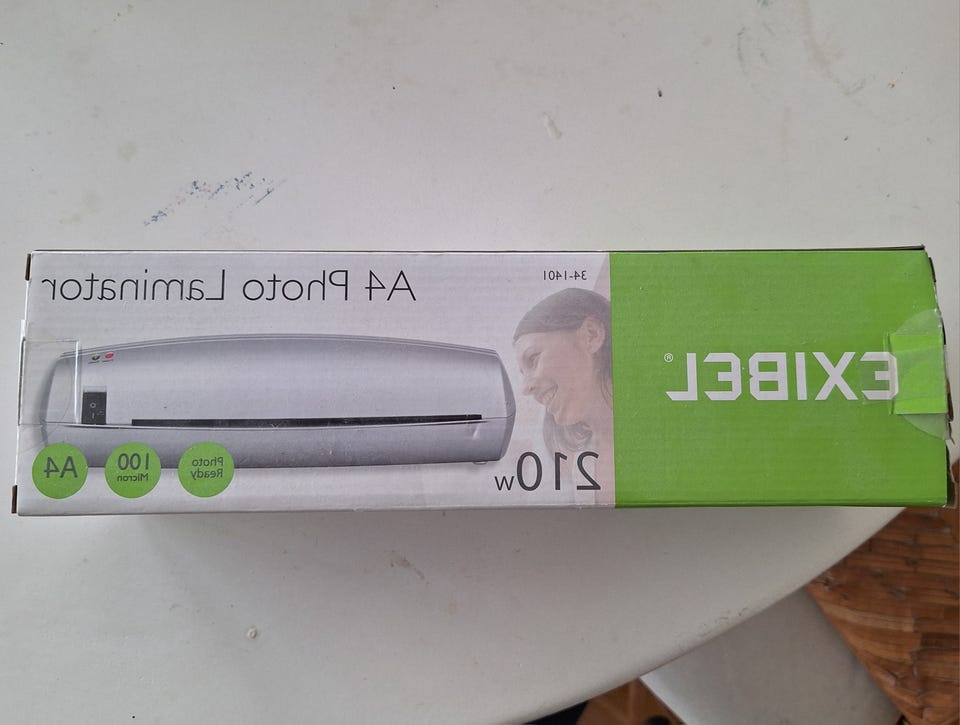 EXIBEL®
34-1401
A4 Photo Laminator
210W
Photo
Ready
100
Micron
A4